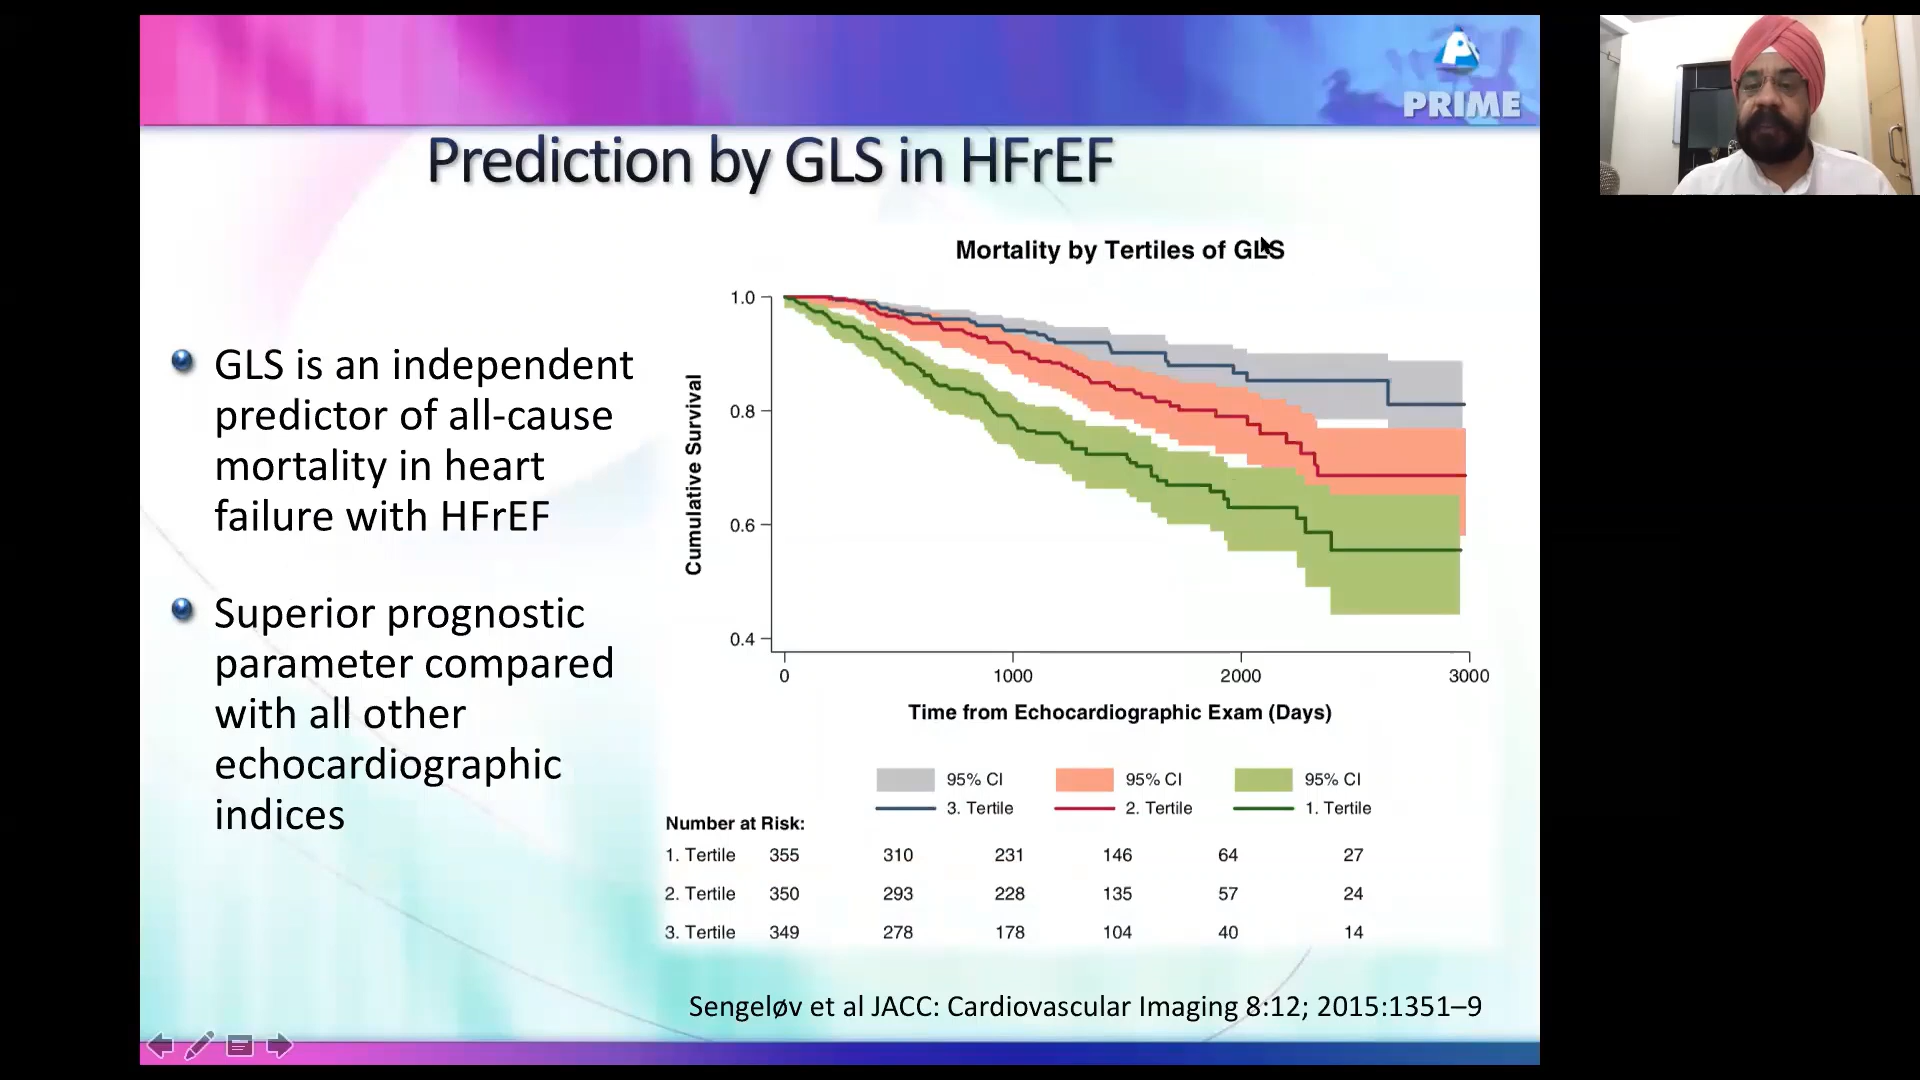 PRIME
Prediction by GLS in HFrEF
GLS is an independent
predictor of all-cause
mortality in heart
failure with HFrEF
Superior prognostic
parameter compared
with all other
echocardiographic
indices
Mortality by Tertiles of GLS
Cumulative Survival
1.0
0.8
0.6
0.4
0 1000 2000 3000
Time from Echocardiographic Exam (Days)
95% CI 95% CI 95% CI
3. Tertile 2. Tertile 1. Tertile
Number at Risk:
1. Tertile 355 310 231 146 64 27
2. Tertile 350 293 228 135 57 24
3. Tertile 349 278 178 104 40 14
Sengeløv et al JACC: Cardiovascular Imaging 8:12; 2015:1351–9